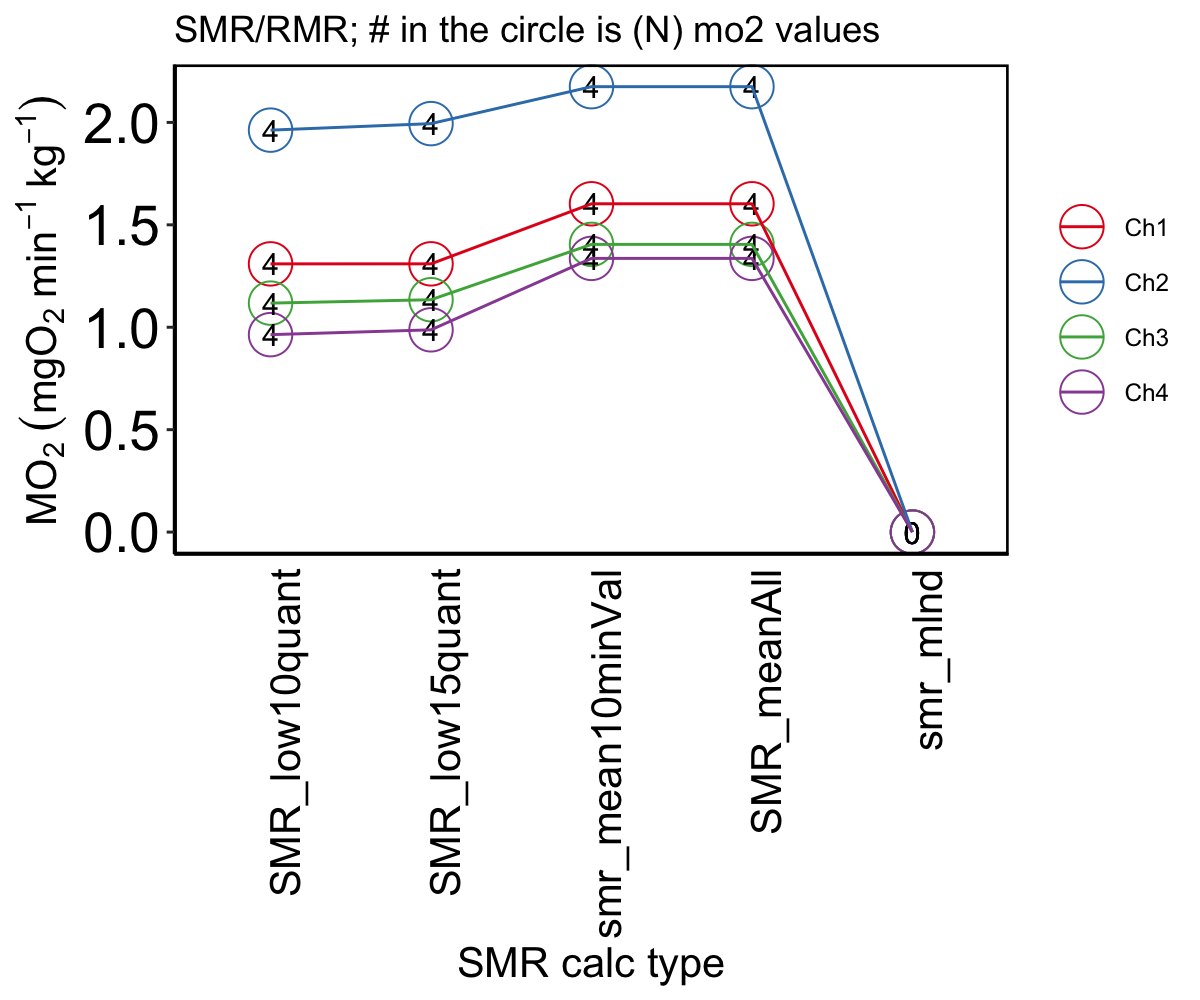 SMR/RMR; # in the circle is (N) mo2 values
MO₂ (mgO₂ min⁻¹ kg⁻¹)
2.0
1.5
1.0
0.5
0.0
4 4 4 4
4 4 4 4
4 4 4 4
4 4 4 4
0
SMR_low10quant
SMR_low15quant
smr_mean10minVal
SMR_meanAll
smr_mlnd
SMR calc type
Ch1
Ch2
Ch3
Ch4